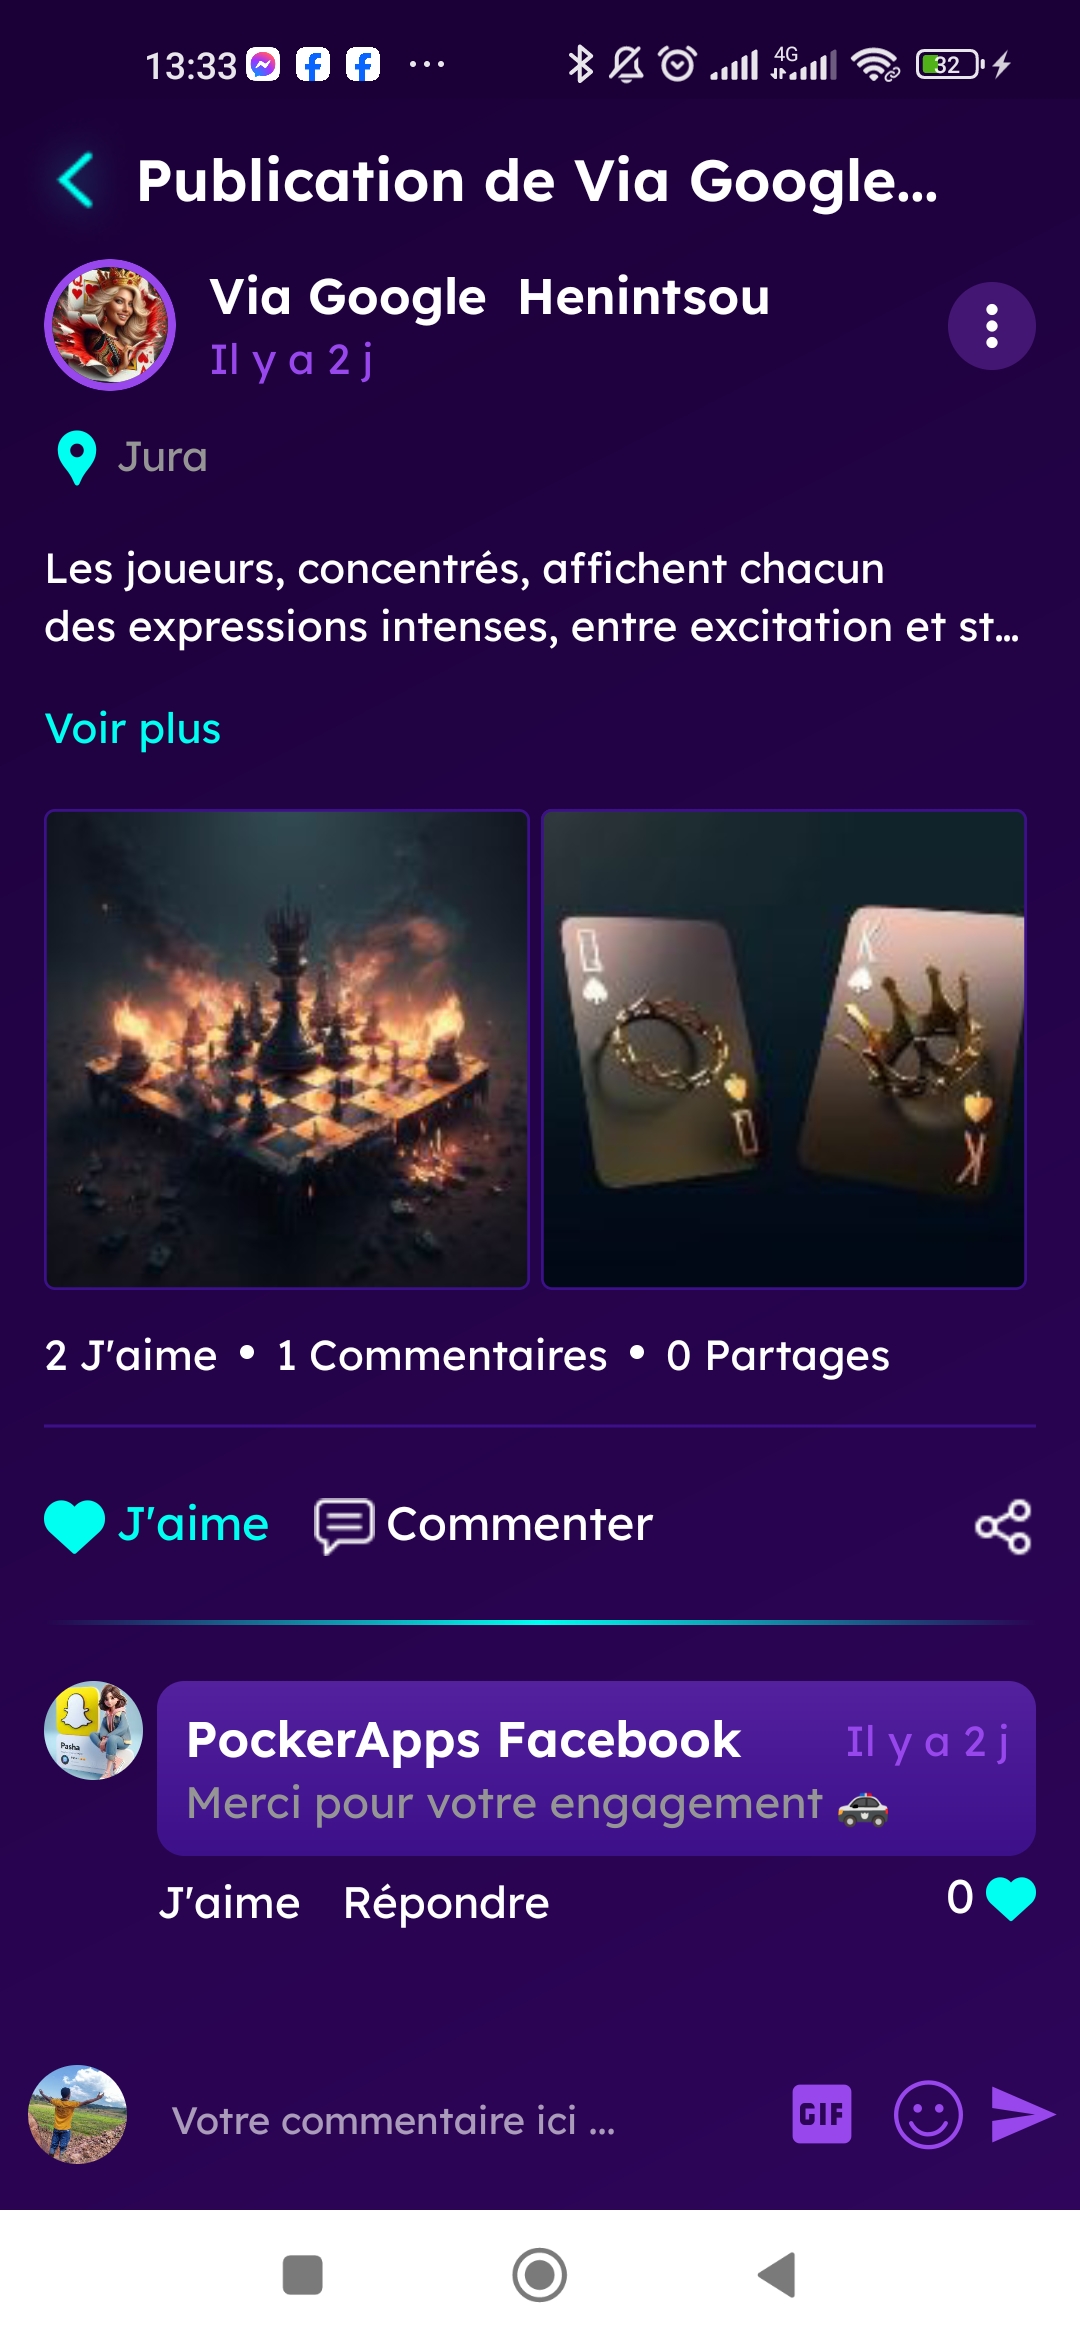 13:33
4G
32
Publication de Via Google...
Via Google Henintsou
Il y a 2 j
Jura
Les joueurs, concentrés, affichent chacun
des expressions intenses, entre excitation et st...
Voir plus
K
K
2 J'aime • 1 Commentaires • 0 Partages
J'aime
Commenter
Pasha
PockerApps Facebook
Il y a 2 j
Merci pour votre engagement 🚓
J'aime
Répondre
0
Votre commentaire ici ...
GIF